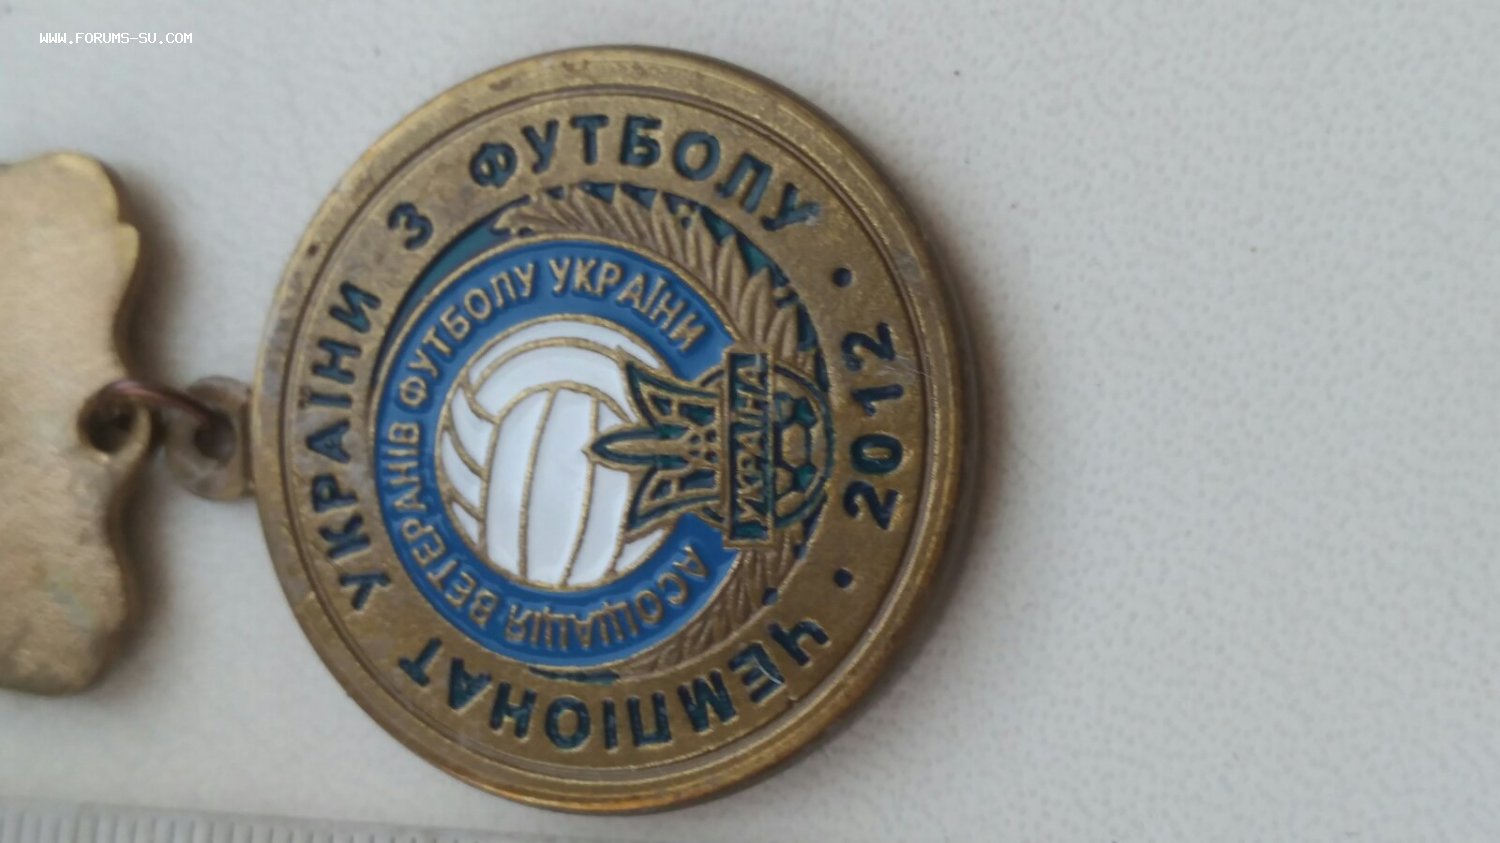 WWW.FORUMS-SU.COM
ЧЕМПІОНАТ УКРАЇНИ З ФУТБОЛУ
• 2012 •
АСОЦІАЦІЯ ВЕТЕРАНІВ ФУТБОЛУ УКРАЇНИ
УКРАЇНА